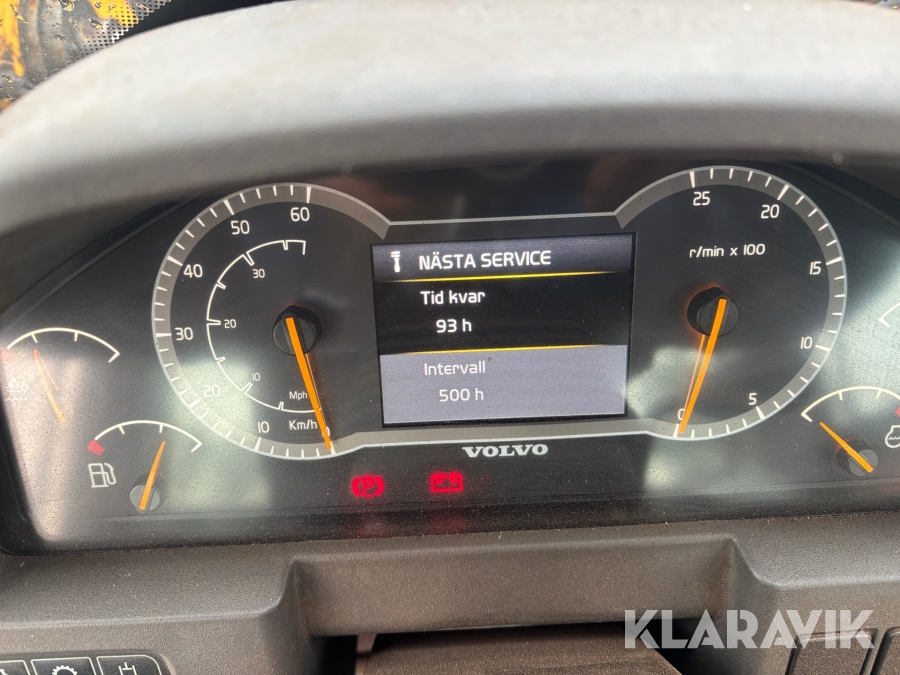 60
50
40
30
20
10
30
20
10
Mph
Km/h
0
NÄSTA SERVICE
Tid kvar
93 h
Intervall
500 h
25
20
r/min x 100
15
10
5
0
VOLVO
P
KLARAVIK